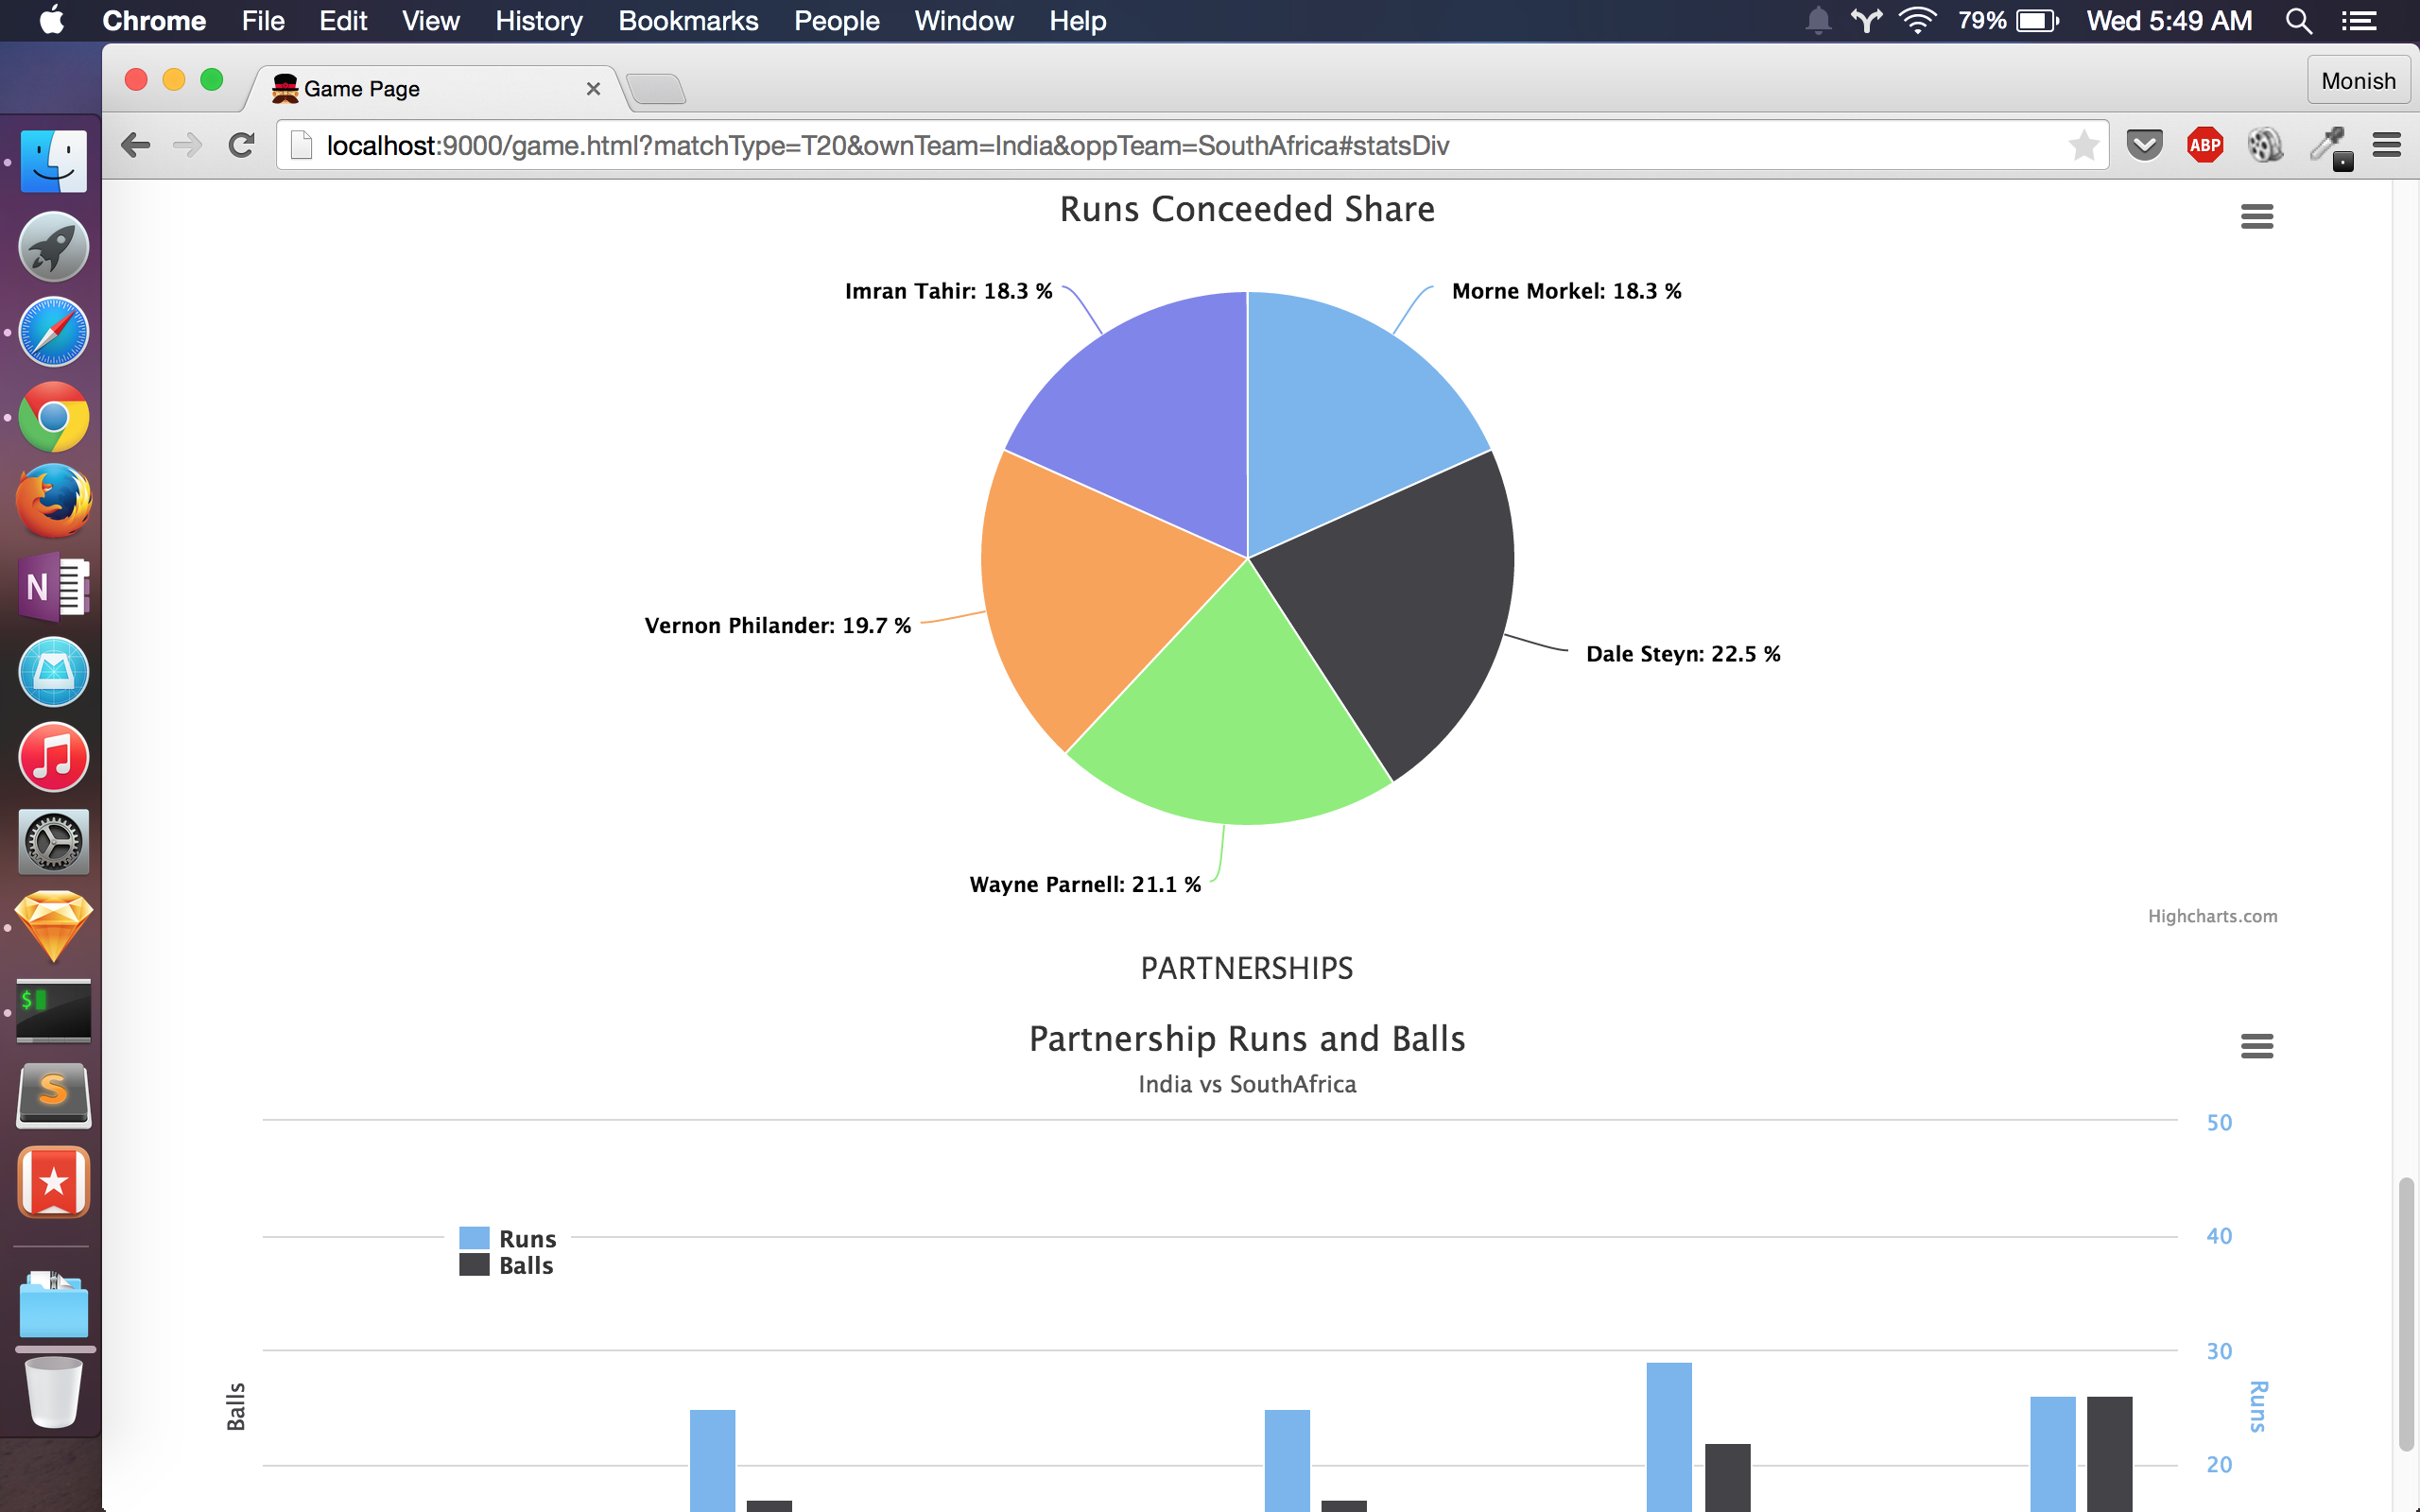 Chrome File Edit View History Bookmarks People Window Help 79% Wed 5:49 AM
Game Page
Monish
localhost:9000/game.html?matchType=T20&ownTeam=India&oppTeam=SouthAfrica#statsDiv
ABP
Runs Conceeded Share
Imran Tahir: 18.3 %
Morne Morkel: 18.3 %
Vernon Philander: 19.7 %
Dale Steyn: 22.5 %
Wayne Parnell: 21.1 %
Highcharts.com
PARTNERSHIPS
Partnership Runs and Balls
India vs SouthAfrica
50
40
Runs
Balls
30
Balls
Runs
20
N
$
S